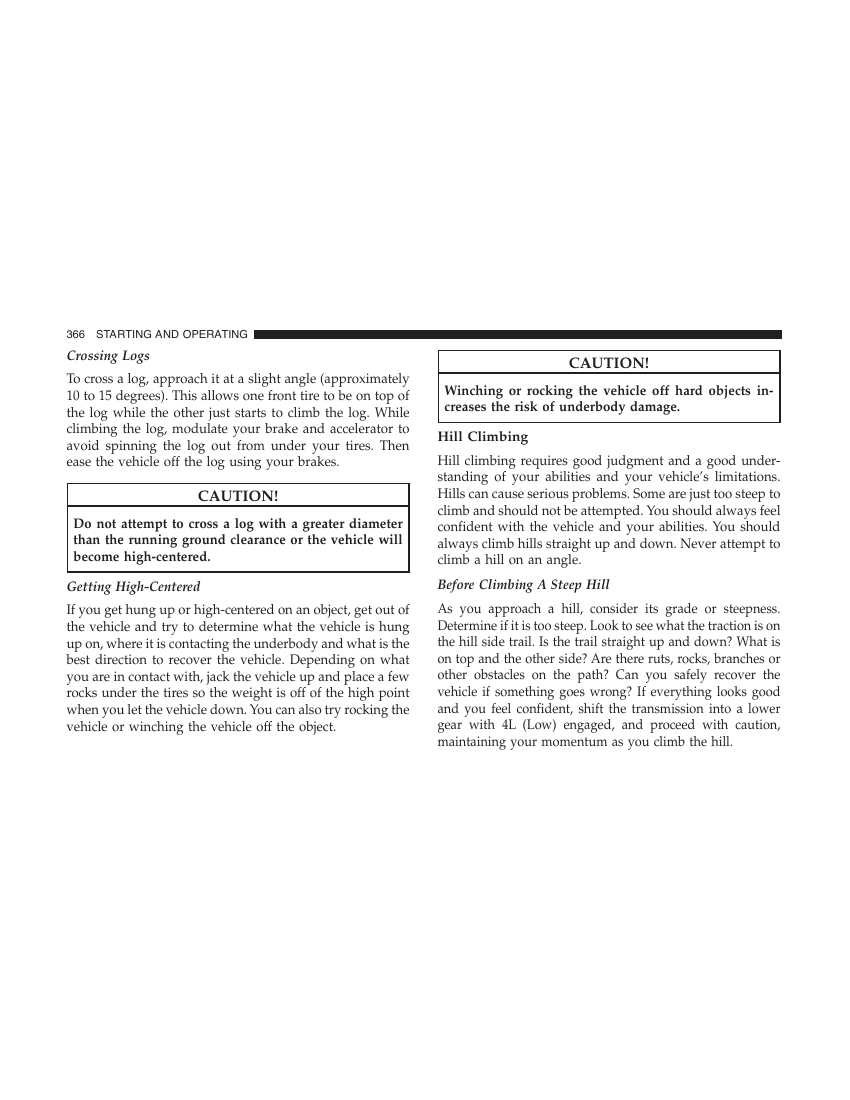 366 STARTING AND OPERATING
Crossing Logs
To cross a log, approach it at a slight angle (approximately
10 to 15 degrees). This allows one front tire to be on top of
the log while the other just starts to climb the log. While
climbing the log, modulate your brake and accelerator to
avoid spinning the log out from under your tires. Then
ease the vehicle off the log using your brakes.
CAUTION!
Do not attempt to cross a log with a greater diameter
than the running ground clearance or the vehicle will
become high-centered.
Getting High-Centered
If you get hung up or high-centered on an object, get out of
the vehicle and try to determine what the vehicle is hung
up on, where it is contacting the underbody and what is the
best direction to recover the vehicle. Depending on what
you are in contact with, jack the vehicle up and place a few
rocks under the tires so the weight is off of the high point
when you let the vehicle down. You can also try rocking the
vehicle or winching the vehicle off the object.
CAUTION!
Winching or rocking the vehicle off hard objects in-
creases the risk of underbody damage.
Hill Climbing
Hill climbing requires good judgment and a good under-
standing of your abilities and your vehicle's limitations.
Hills can cause serious problems. Some are just too steep to
climb and should not be attempted. You should always feel
confident with the vehicle and your abilities. You should
always climb hills straight up and down. Never attempt to
climb a hill on an angle.
Before Climbing A Steep Hill
As you approach a hill, consider its grade or steepness.
Determine if it is too steep. Look to see what the traction is on
the hill side trail. Is the trail straight up and down? What is
on top and the other side? Are there ruts, rocks, branches or
other obstacles on the path? Can you safely recover the
vehicle if something goes wrong? If everything looks good
and you feel confident, shift the transmission into a lower
gear with 4L (Low) engaged, and proceed with caution,
maintaining your momentum as you climb the hill.